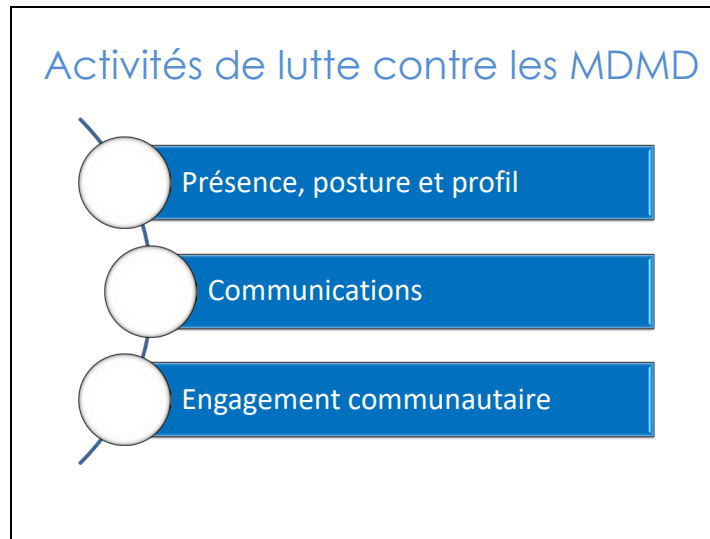 Activités de lutte contre les MDMD
Présence, posture et profil
Communications
Engagement communautaire